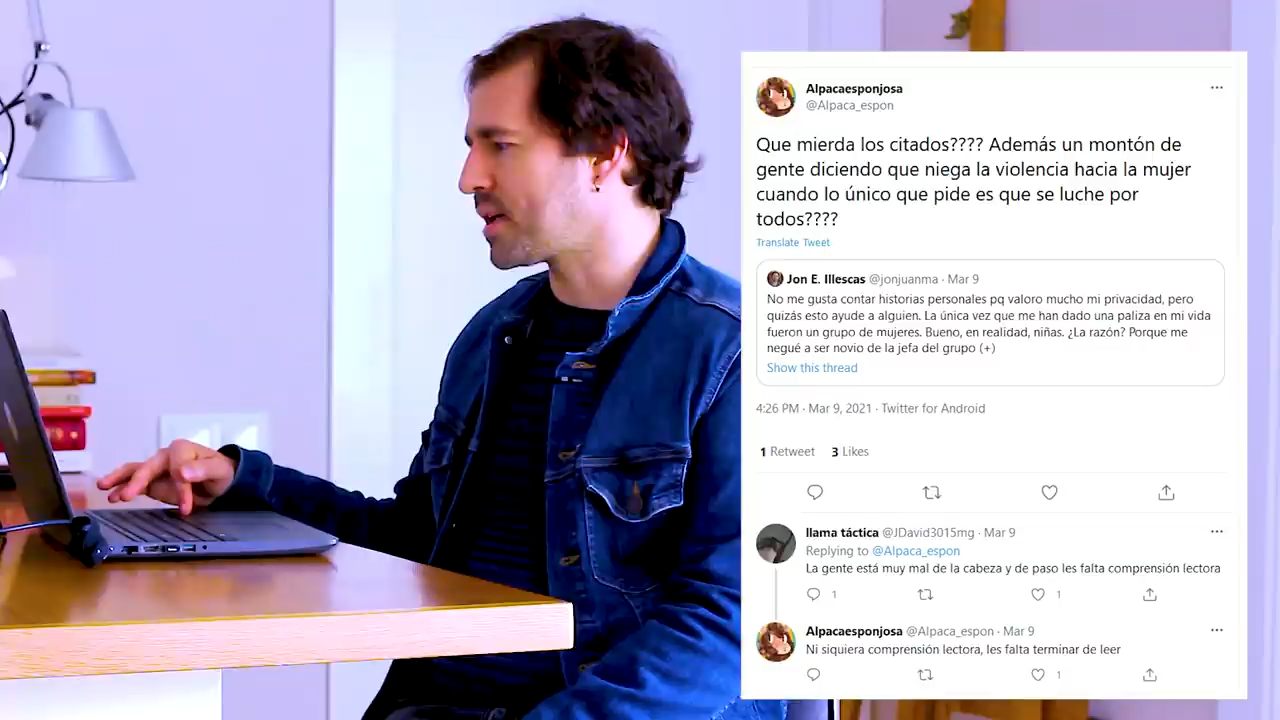 Alpacaesponjosa
@Alpaca_espon
Que mierda los citados???? Además un montón de
gente diciendo que niega la violencia hacia la mujer
cuando lo único que pide es que se luche por
todos????
Translate Tweet
Jon E. Illescas @jonjuanma · Mar 9
No me gusta contar historias personales pq valoro mucho mi privacidad, pero
quizás esto ayude a alguien. La única vez que me han dado una paliza en mi vida
fueron un grupo de mujeres. Bueno, en realidad, niñas. ¿La razón? Porque me
negué a ser novio de la jefa del grupo (+)
Show this thread
4:26 PM · Mar 9, 2021 · Twitter for Android
1 Retweet 3 Likes
llama táctica @JDavid3015mg · Mar 9
Replying to @Alpaca_espon
La gente está muy mal de la cabeza y de paso les falta comprensión lectora
1 1
Alpacaesponjosa @Alpaca_espon · Mar 9
Ni siquiera comprensión lectora, les falta terminar de leer
1